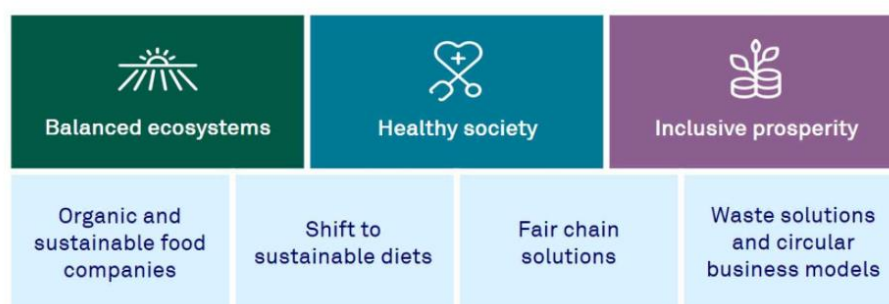 Balanced ecosystems
Healthy society
Inclusive prosperity
Organic and
sustainable food
companies
Shift to
sustainable diets
Fair chain
solutions
Waste solutions
and circular
business models